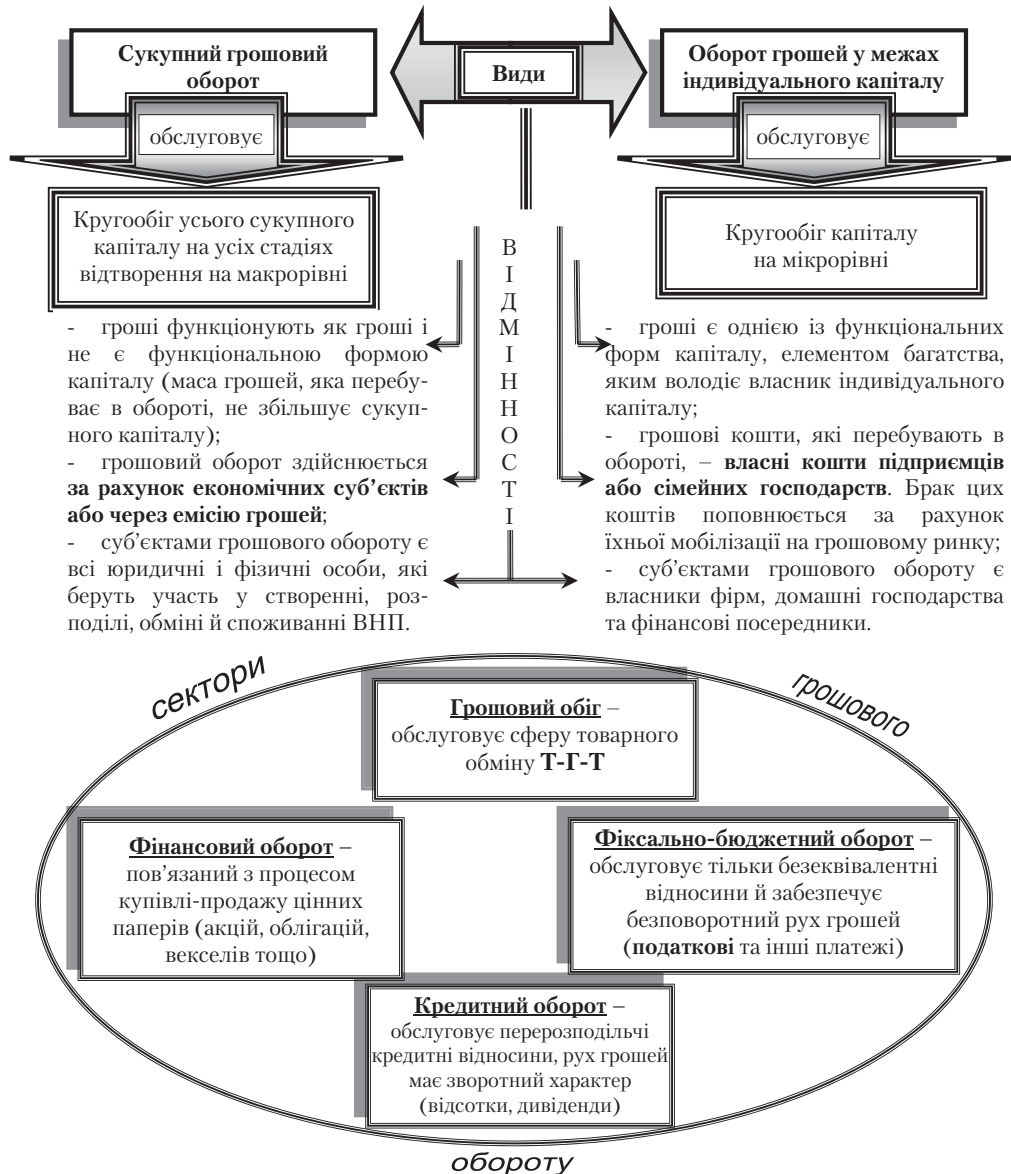 Сукупний грошовий
оборот
Види
Оборот грошей у межах
індивідуального капіталу
обслуговує
обслуговує
Кругообіг усього сукупного
капіталу на усіх стадіях
відтворення на макрорівні
Кругообіг капіталу
на мікрорівні
В
І
Д
М
І
Н
Н
О
С
Т
І
- гроші функціонують як гроші і
не є функціональною формою
капіталу (маса грошей, яка перебу-
ває в обороті, не збільшує сукуп-
ного капіталу);
- грошовий оборот здійснюється
за рахунок економічних суб’єктів
або через емісію грошей;
- суб’єктами грошового обороту є
всі юридичні і фізичні особи, які
беруть участь у створенні, роз-
поділі, обміні й споживанні ВНП.
- гроші є однією із функціональних
форм капіталу, елементом багатства,
яким володіє власник індивідуального
капіталу;
- грошові кошти, які перебувають в
обороті, – власні кошти підприємців
або сімейних господарств. Брак цих
коштів поповнюється за рахунок
їхньої мобілізації на грошовому ринку;
- суб’єктами грошового обороту є
власники фірм, домашні господарства
та фінансові посередники.
сектори
грошового
Грошовий обіг –
обслуговує сферу товарного
обміну Т-Г-Т
Фінансовий оборот –
пов’язаний з процесом
купівлі-продажу цінних
паперів (акцій, облігацій,
векселів тощо)
Фіксально-бюджетний оборот –
обслуговує тільки безеквівалентні
відносини й забезпечує
безповоротний рух грошей
(податкові та інші платежі)
Кредитний оборот –
обслуговує перерозподільчі
кредитні відносини, рух грошей
має зворотний характер
(відсотки, дивіденди)
обороту